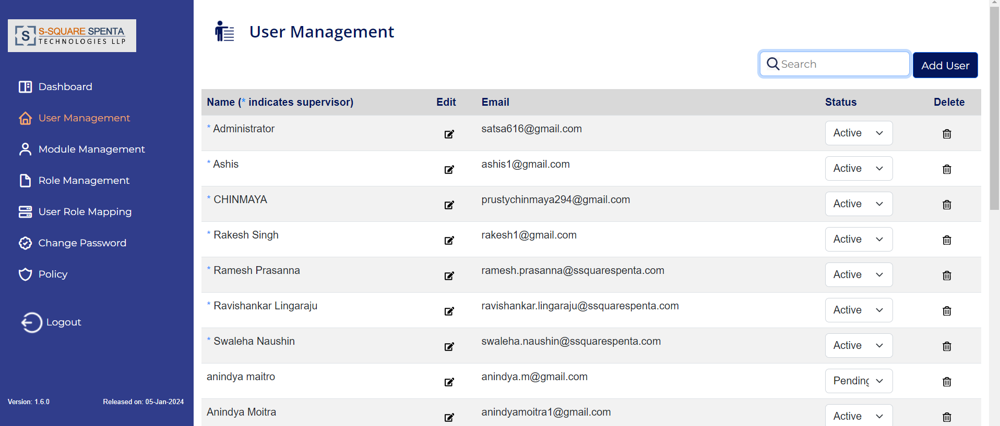 S-SQUARE SPENTA
TECHNOLOGIES LLP
Dashboard
User Management
Module Management
Role Management
User Role Mapping
Change Password
Policy
Logout
Version: 1.6.0 Released on: 05-Jan-2024
User Management
Search Add User
Name (* indicates supervisor) Edit Email Status Delete
* Administrator satsa616@gmail.com Active
* Ashis ashis1@gmail.com Active
* CHINMAYA prustychinmaya294@gmail.com Active
* Rakesh Singh rakesh1@gmail.com Active
* Ramesh Prasanna ramesh.prasanna@ssquarespenta.com Active
* Ravishankar Lingaraju ravishankar.lingaraju@ssquarespenta.com Active
* Swaleha Naushin swaleha.naushin@ssquarespenta.com Active
anindya maitro anindya.m@gmail.com Pending
Anindya Moitra anindyamoitra1@gmail.com Active